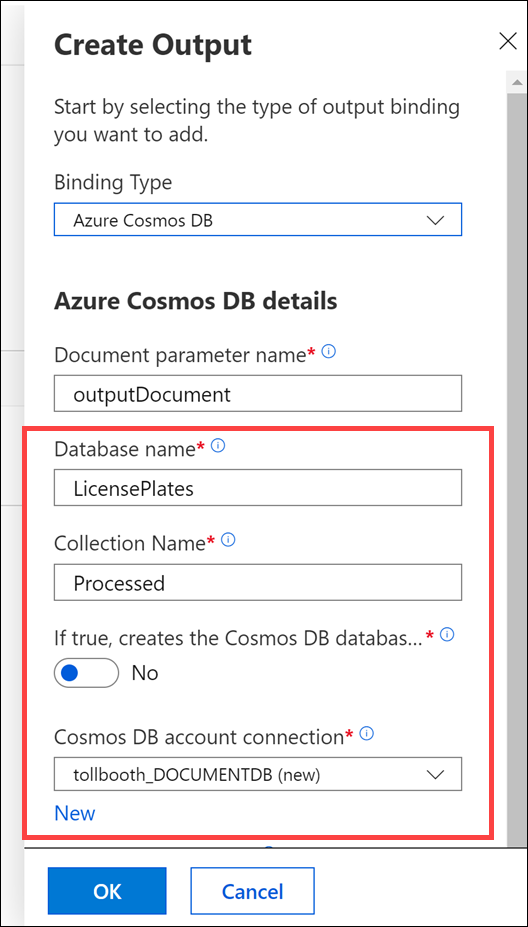 Create Output
Start by selecting the type of output binding
you want to add.
Binding Type
Azure Cosmos DB
Azure Cosmos DB details
Document parameter name*
outputDocument
Database name*
LicensePlates
Collection Name*
Processed
If true, creates the Cosmos DB databas...*
No
Cosmos DB account connection*
tollbooth_DOCUMENTDB (new)
New
OK
Cancel